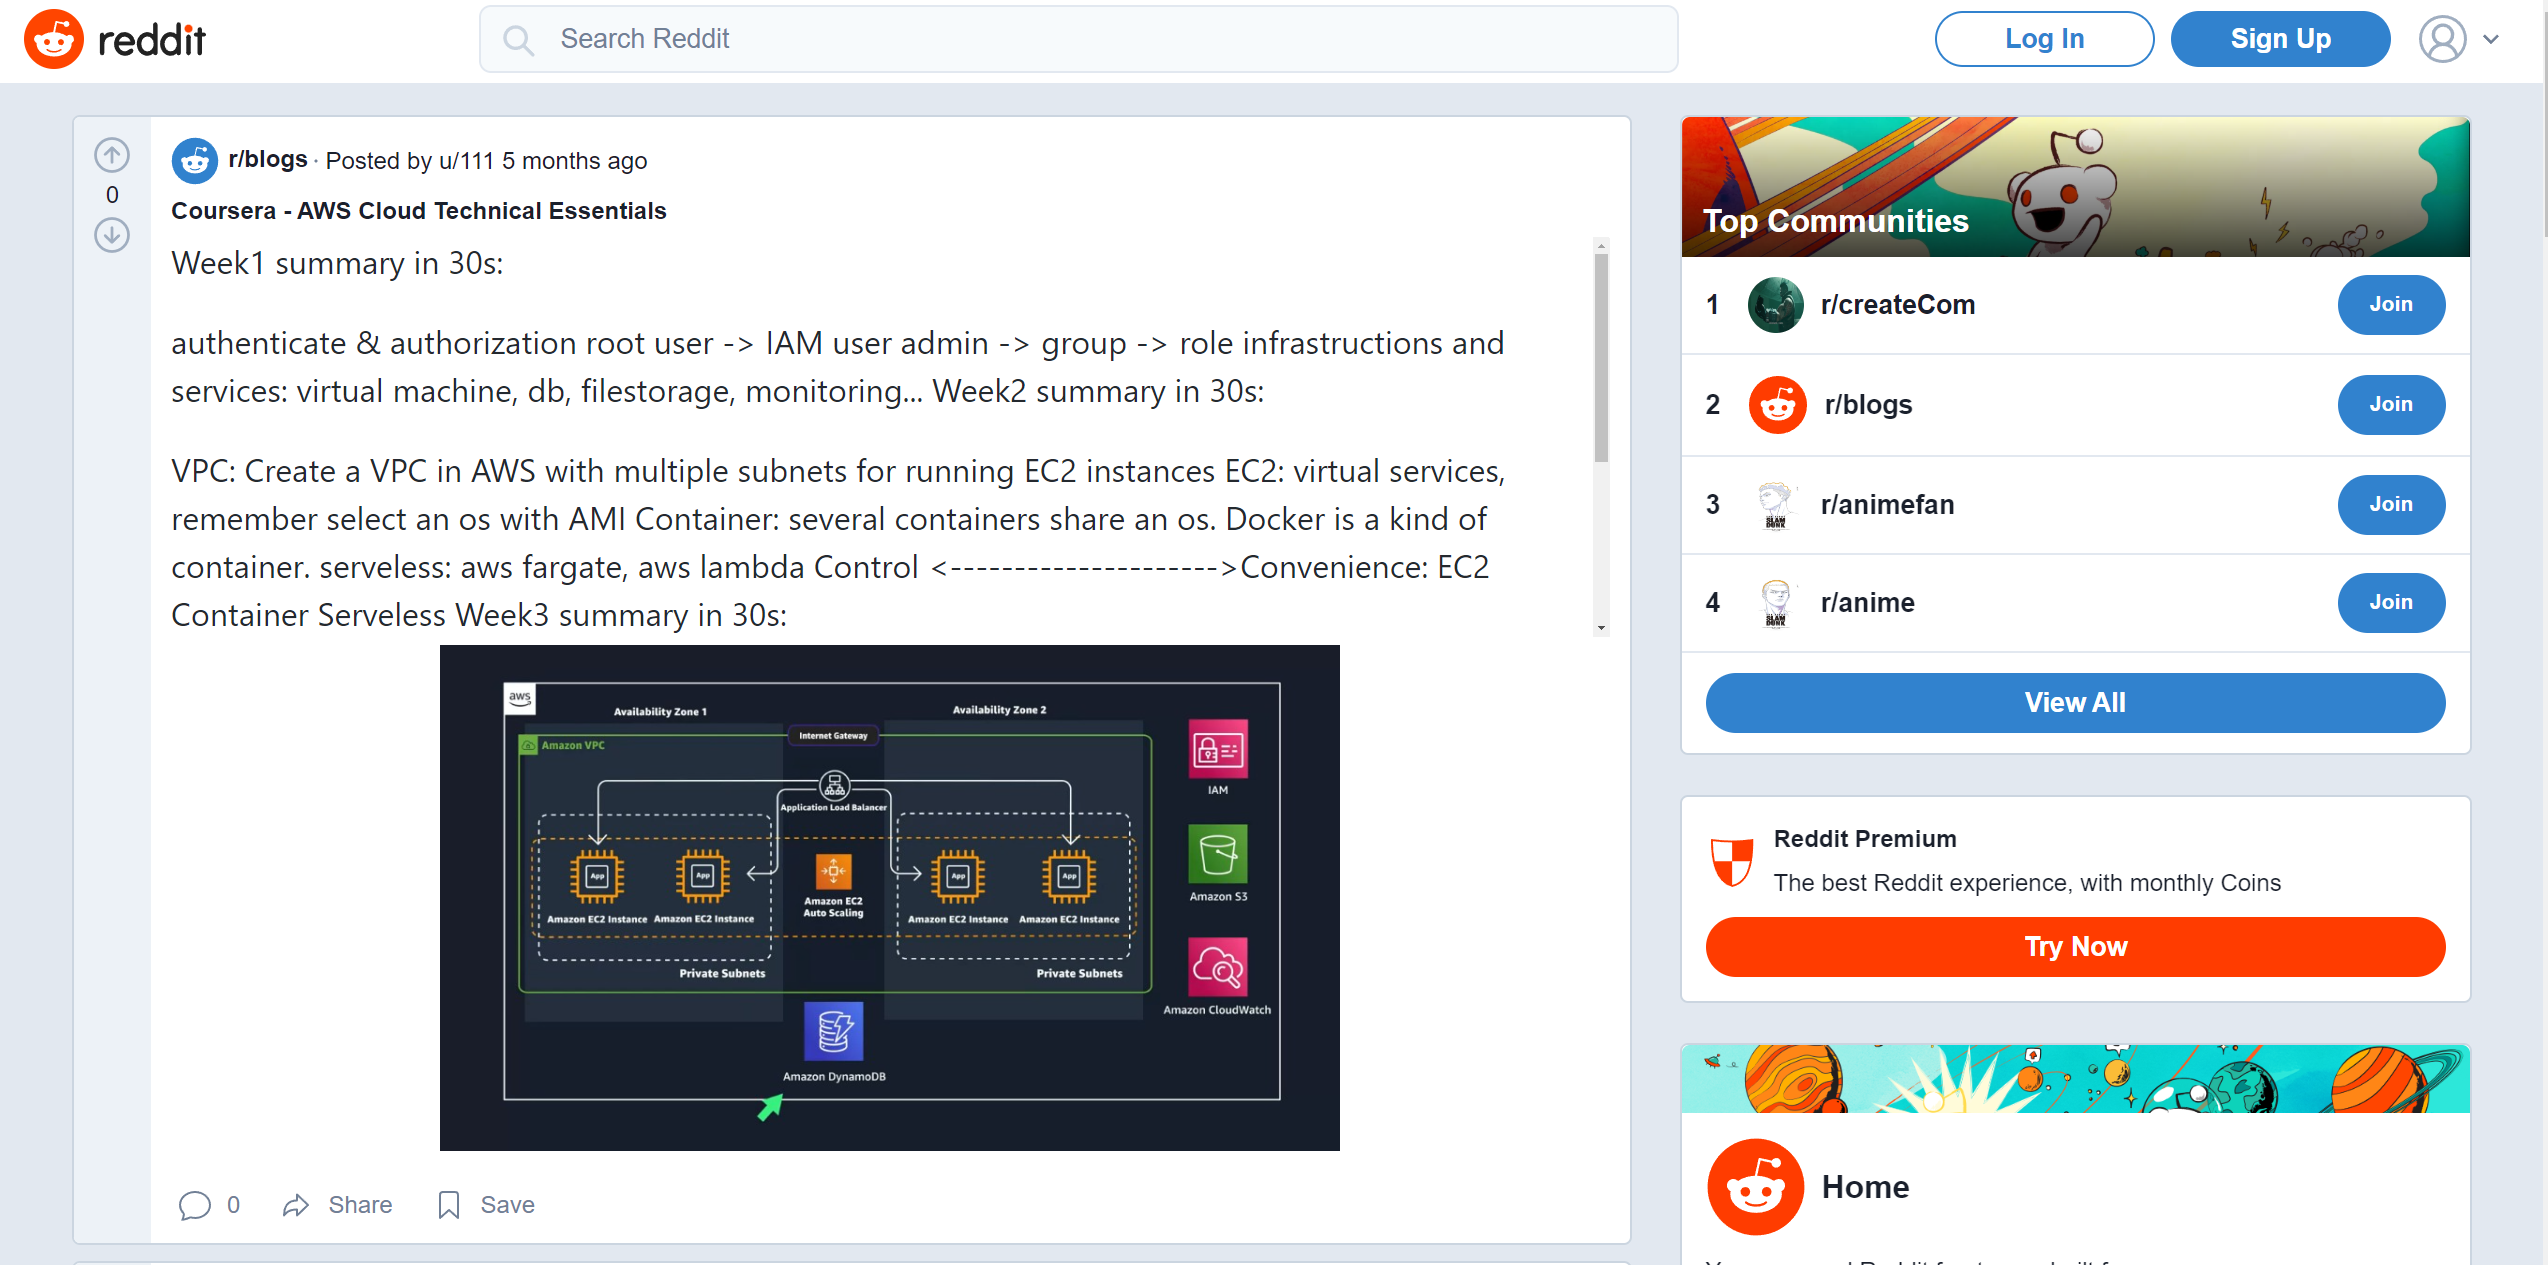 reddit
Search Reddit
Log In
Sign Up
0
r/blogs · Posted by u/111 5 months ago
Coursera - AWS Cloud Technical Essentials
Week1 summary in 30s:
authenticate & authorization root user -> IAM user admin -> group -> role infrastructions and
services: virtual machine, db, filestorage, monitoring... Week2 summary in 30s:
VPC: Create a VPC in AWS with multiple subnets for running EC2 instances EC2: virtual services,
remember select an os with AMI Container: several containers share an os. Docker is a kind of
container. serveless: aws fargate, aws lambda Control <--------------------->Convenience: EC2
Container Serveless Week3 summary in 30s:
aws
Availability Zone 1
Availability Zone 2
Internet Gateway
Amazon VPC
Application Load Balancer
IAM
App
App
App
App
Amazon EC2 Instance
Amazon EC2 Instance
Amazon EC2
Auto Scaling
Amazon EC2 Instance
Amazon EC2 Instance
Amazon S3
Private Subnets
Private Subnets
Amazon CloudWatch
Amazon DynamoDB
0
Share
Save
Top Communities
1 r/createCom Join
2 r/blogs Join
3 SLAM DUNK r/animefan Join
4 SLAM DUNK r/anime Join
View All
Reddit Premium
The best Reddit experience, with monthly Coins
Try Now
Home